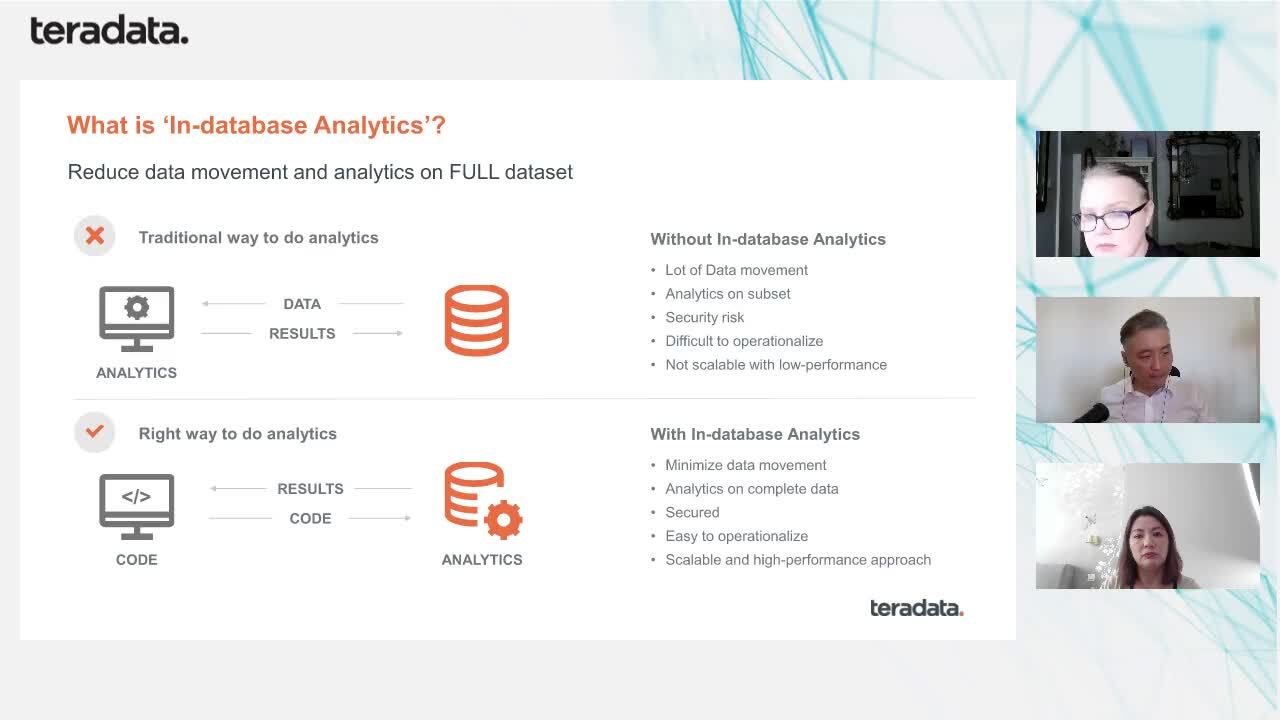 teradata.
What is ‘In-database Analytics’?
Reduce data movement and analytics on FULL dataset
Traditional way to do analytics
DATA
RESULTS
ANALYTICS
Without In-database Analytics
• Lot of Data movement
• Analytics on subset
• Security risk
• Difficult to operationalize
• Not scalable with low-performance
Right way to do analytics
</>
RESULTS
CODE
CODE
ANALYTICS
With In-database Analytics
• Minimize data movement
• Analytics on complete data
• Secured
• Easy to operationalize
• Scalable and high-performance approach
teradata.